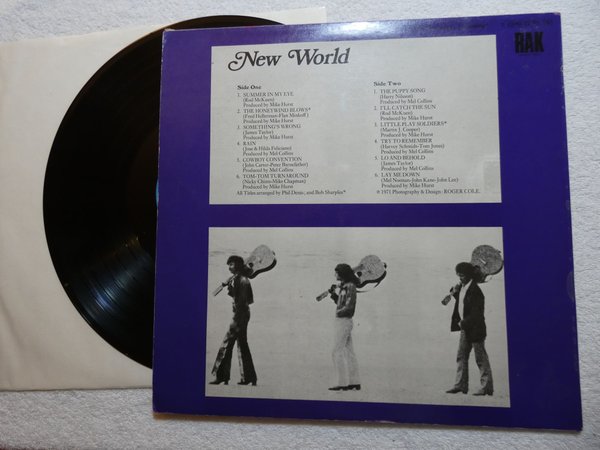 RAK
New World
Side One
1. SUMMER IN MY EYE
(Rod McKuen)
Produced by Mike Hurst
2. THE HONEYWIND BLOWS*
(Fred Hellerman-Flan Minkoff)
Produced by Mike Hurst
3. SOMETHING'S WRONG
(James Taylor)
Produced by Mel Collins
4. RAIN
(Jose & Hilda Feliciano)
Produced by Mel Collins
5. COWBOY CONVENTION
(John Carter-Peter Barnsfather)
Produced by Mike Hurst
6. TOM-TOM TURNAROUND
(Nicky Chinn-Mike Chapman)
Produced by Mike Hurst
All Titles arranged by Phil Denis; and Bob Sharples*
Side Two
1. THE PUPPY SONG
(Harry Nilsson)
Produced by Mel Collins
2. I'LL CATCH THE SUN
(Rod McKuen)
Produced by Mel Collins
3. LITTLE PLAY SOLDIERS*
(Martin J. Cooper)
Produced by Mike Hurst
4. TRY TO REMEMBER
(Harvey Schmidt-Tom Jones)
Produced by Mel Collins
5. LO AND BEHOLD
(James Taylor)
Produced by Mel Collins
6. LAY ME DOWN
(Mel Noonan-John Kane-John Lee)
Produced by Mike Hurst
℗ 1971 Photography & Design: ROGER COLE.